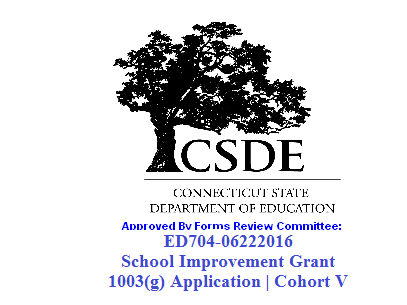 CSDE
CONNECTICUT STATE
DEPARTMENT OF EDUCATION
Approved By Forms Review Committee:
ED704-06222016
School Improvement Grant
1003(g) Application | Cohort V